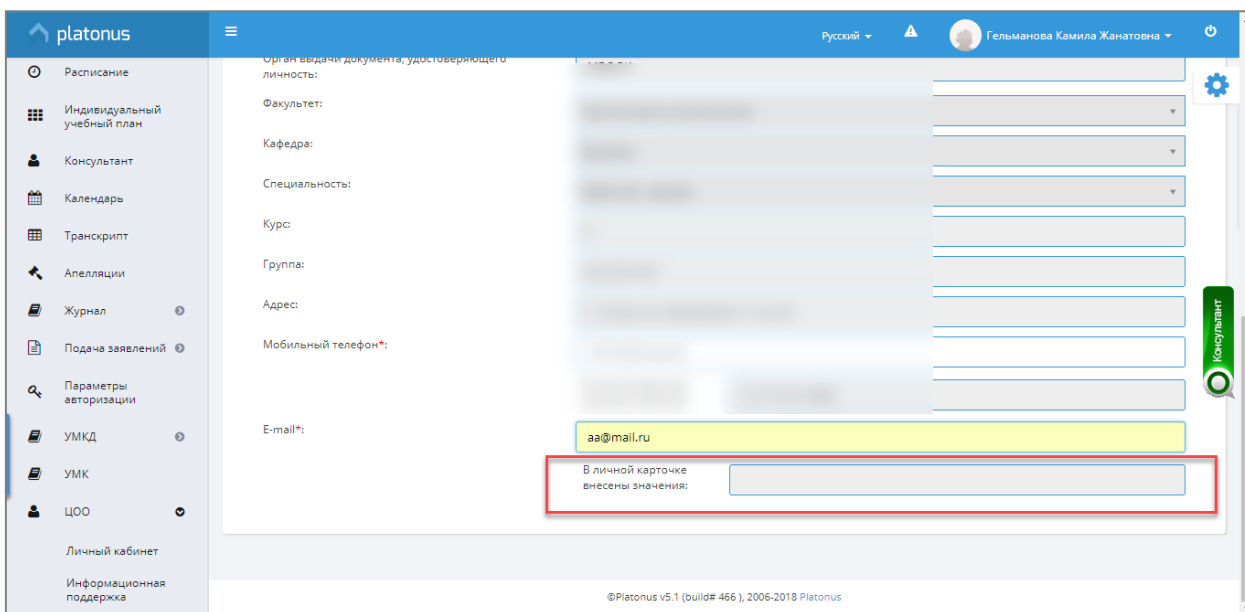 platonus
Русский
Гельманова Камила Жанатовна
Расписание
Индивидуальный
учебный план
Консультант
Календарь
Транскрипт
Апелляции
Журнал
Подача заявлений
Параметры
авторизации
УМКД
УМК
ЦОО
Личный кабинет
Информационная
поддержка
Орган выдачи документа, удостоверяющего
личность:
Факультет:
Кафедра:
Специальность:
Курс:
Группа:
Адрес:
Мобильный телефон*:
E-mail*:
aa@mail.ru
В личной карточке
внесены значения:
Консультант
©Platonus v5.1 (build# 466 ), 2006-2018 Platonus